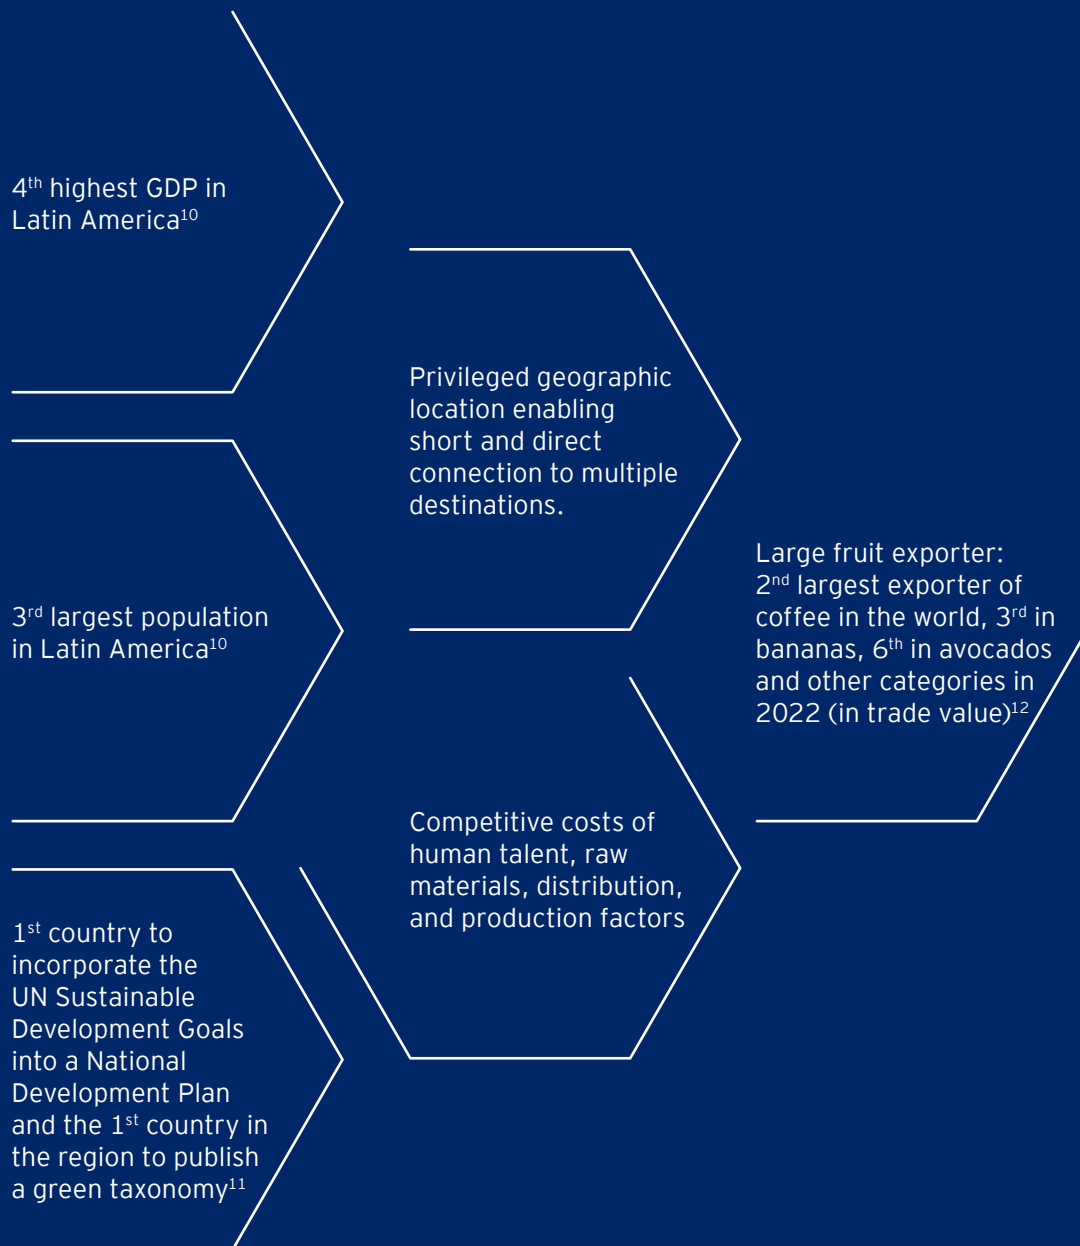 4th highest GDP in
Latin America10
3rd largest population
in Latin America10
1st country to
incorporate the
UN Sustainable
Development Goals
into a National
Development Plan
and the 1st country in
the region to publish
a green taxonomy11
Privileged geographic
location enabling
short and direct
connection to multiple
destinations.
Competitive costs of
human talent, raw
materials, distribution,
and production factors
Large fruit exporter:
2nd largest exporter of
coffee in the world, 3rd in
bananas, 6th in avocados
and other categories in
2022 (in trade value)12